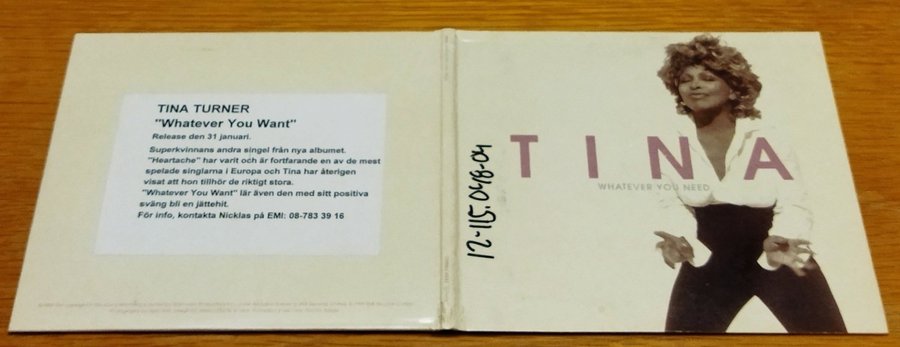 TINA TURNER
"Whatever You Want"
Release den 31 januari.
Superkvinnans andra singel från nya albumet.
"Heartache" har varit och är fortfarande en av de mest
spelade singlarna i Europa och Tina har återigen
visat att hon tillhör de riktigt stora.
"Whatever You Want" lär även den med sitt positiva
sväng bli en jättehit.
För info, kontakta Nicklas på EMI: 08-783 39 16
12-115.048-04
TINA
WHATEVER YOU NEED